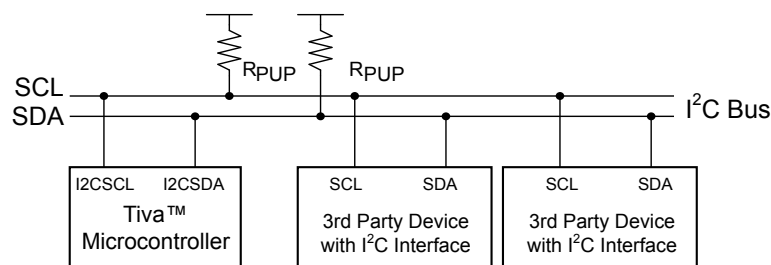 RPUP
RPUP
SCL
SDA
I²C Bus
I2CSCL I2CSDA
Tiva™
Microcontroller
SCL SDA
3rd Party Device
with I²C Interface
SCL SDA
3rd Party Device
with I²C Interface